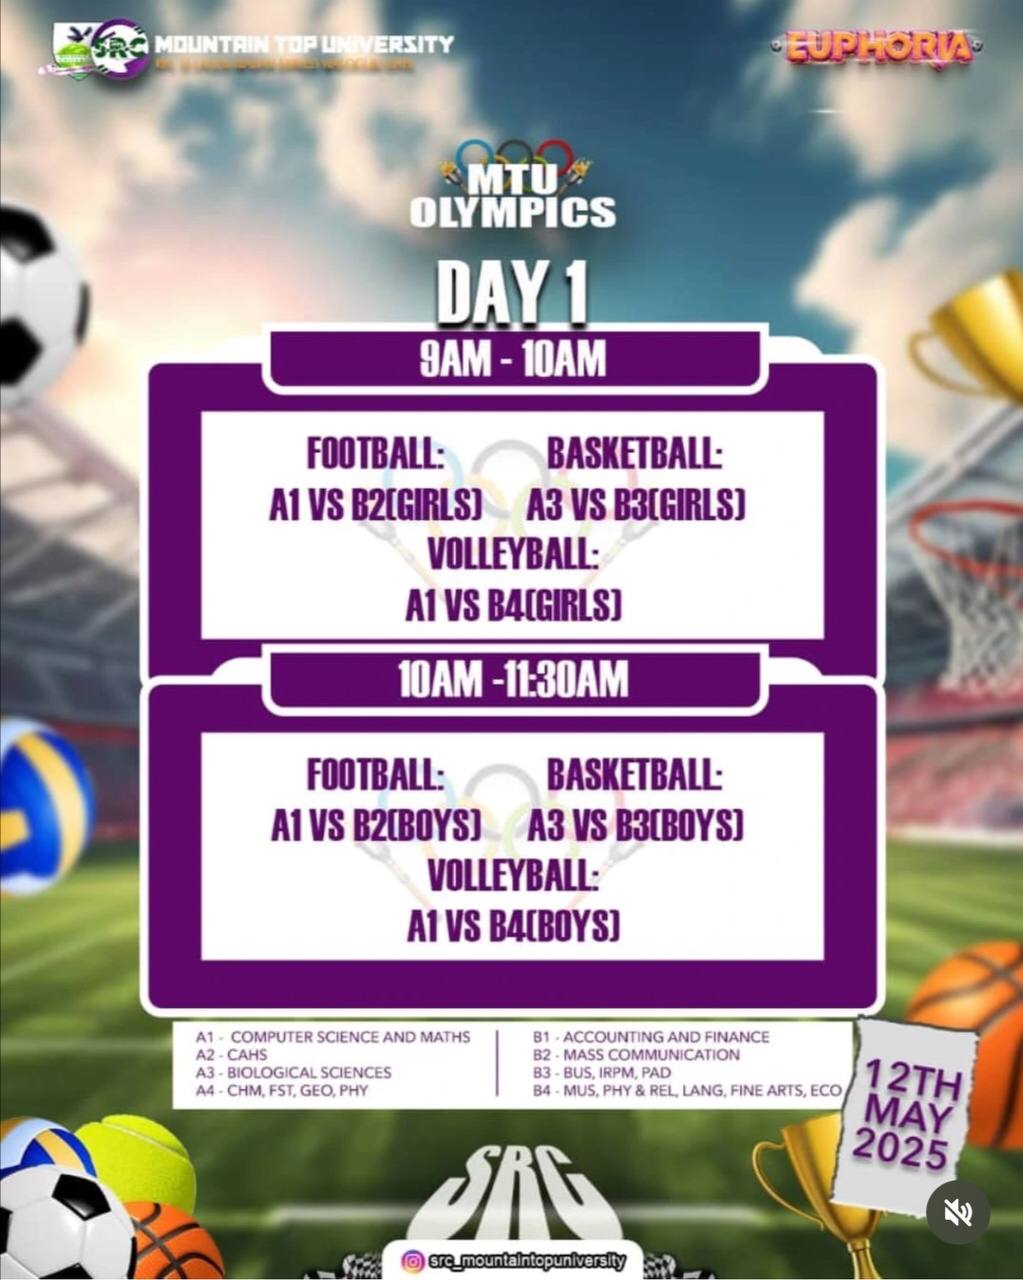 SRC
MOUNTAIN TOP UNIVERSITY
EUPHORIA
MTU
OLYMPICS
DAY 1
9AM - 10AM
FOOTBALL: BASKETBALL:
A1 VS B2(GIRLS) A3 VS B3(GIRLS)
VOLLEYBALL:
A1 VS B4(GIRLS)
10AM -11:30AM
FOOTBALL: BASKETBALL:
A1 VS B2(BOYS) A3 VS B3(BOYS)
VOLLEYBALL:
A1 VS B4(BOYS)
A1 - COMPUTER SCIENCE AND MATHS
A2 - CAHS
A3 - BIOLOGICAL SCIENCES
A4 - CHM, FST, GEO, PHY
B1 - ACCOUNTING AND FINANCE
B2 - MASS COMMUNICATION
B3 - BUS, IRPM, PAD
B4 - MUS, PHY & REL, LANG, FINE ARTS, ECO
12TH
MAY
2025
SRC
src_mountaintopuniversity